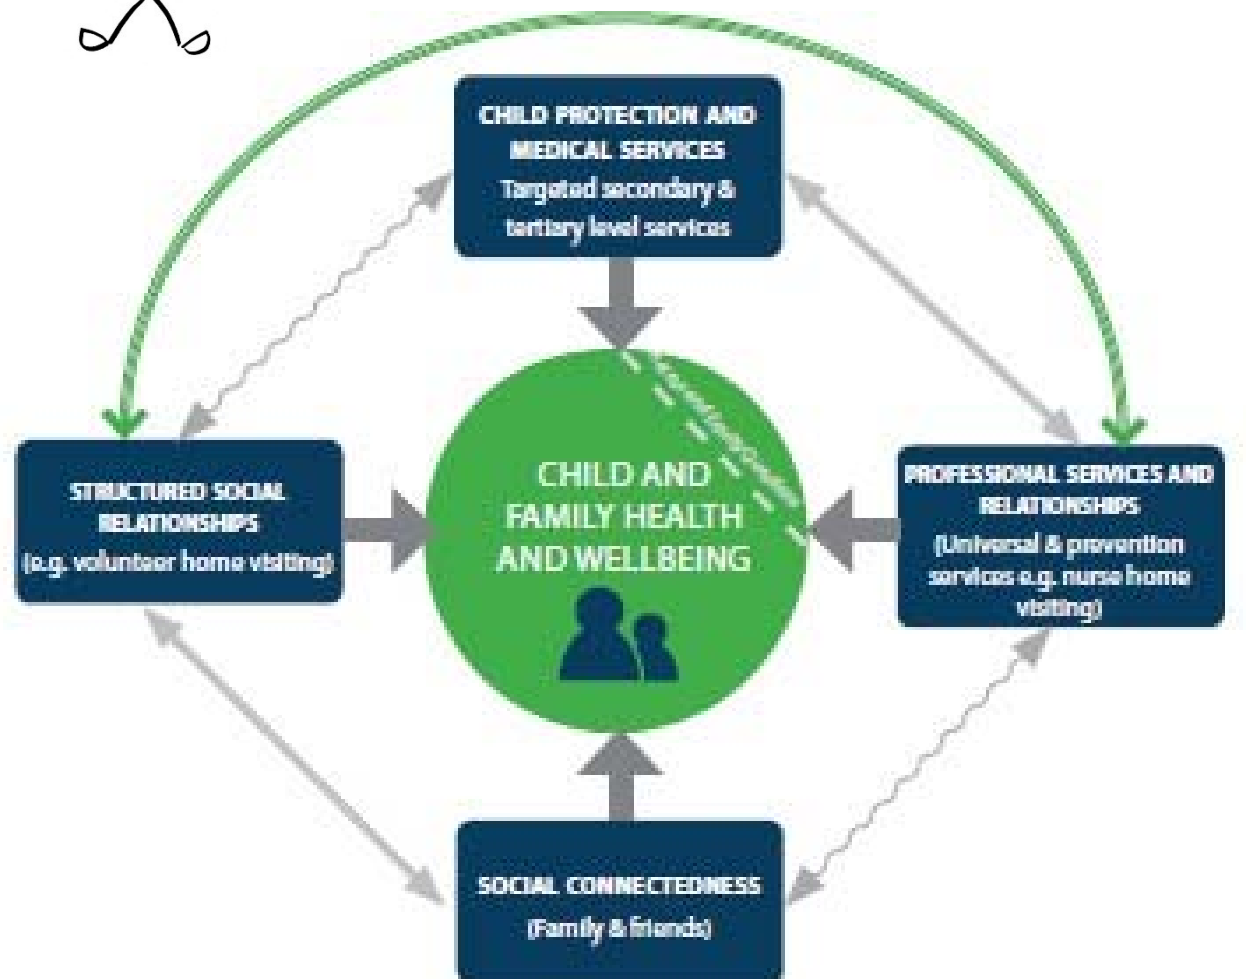 CHILD PROTECTION AND
MEDICAL SERVICES
Targeted secondary &
tertiary level services
STRUCTURED SOCIAL
RELATIONSHIPS
(e.g. volunteer home visiting)
CHILD AND
FAMILY HEALTH
AND WELLBEING
PROFESSIONAL SERVICES AND
RELATIONSHIPS
(Universal & prevention
services e.g. nurse home
visiting)
SOCIAL CONNECTEDNESS
(Family & friends)